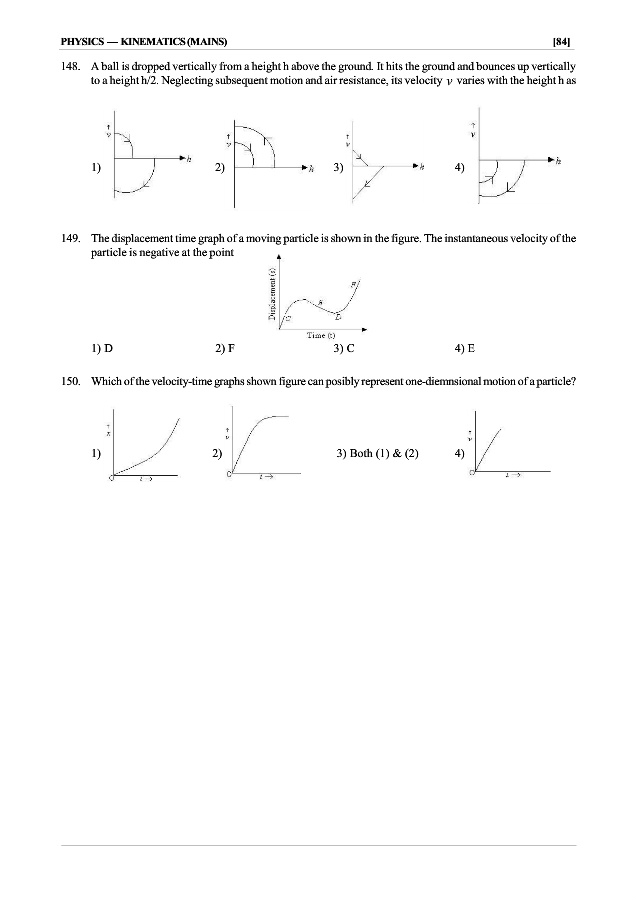 PHYSICS — KINEMATICS (MAINS) [84]
148. A ball is dropped vertically from a height h above the ground. It hits the ground and bounces up vertically
to a height h/2. Neglecting subsequent motion and air resistance, its velocity v varies with the height h as
↑ ↑ ↑ ↑
v v v v
1) h 2) h 3) h 4) h
149. The displacement time graph of a moving particle is shown in the figure. The instantaneous velocity of the
particle is negative at the point
Displacement (s)
Time (t)
1) D 2) F 3) C 4) E
150. Which of the velocity-time graphs shown figure can posibly represent one-diemnsional motion of a particle?
↑ ↑ ↑
v v
1) 2) 3) Both (1) & (2) 4)
O t → O t → O t →